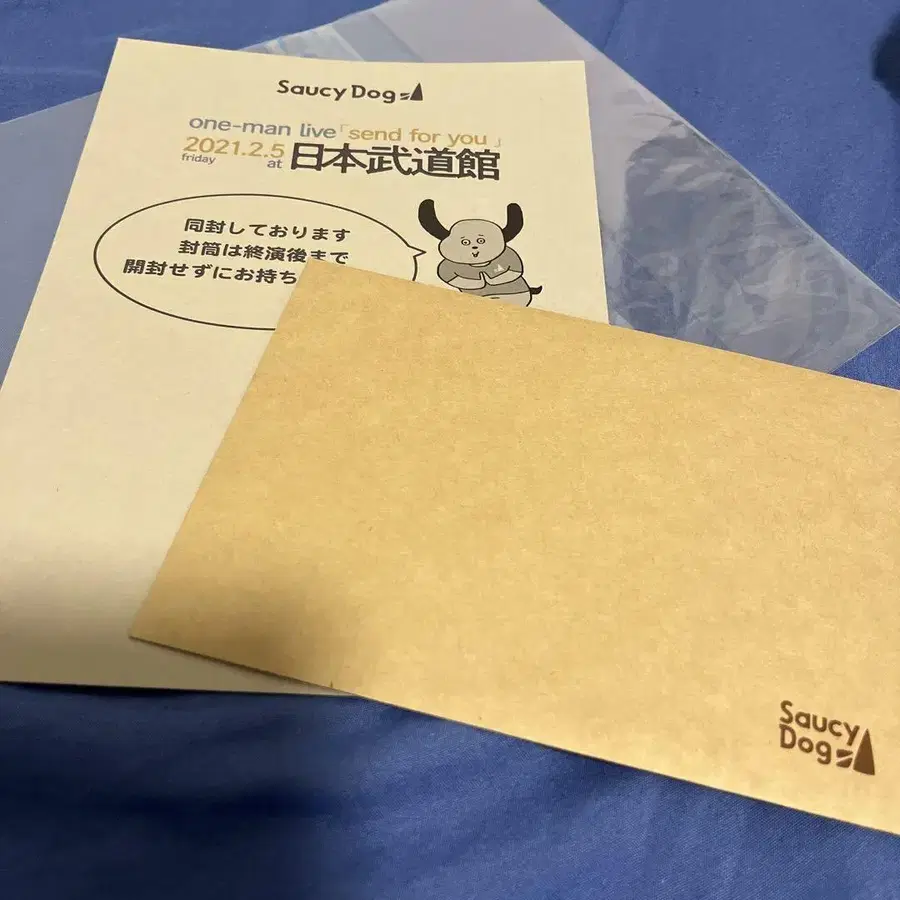 Saucy Dog
one-man live「send for you」
2021.2.5
friday
at 日本武道館
同封しております
封筒は終演後まで
開封せずにお持ち
Saucy
Dog